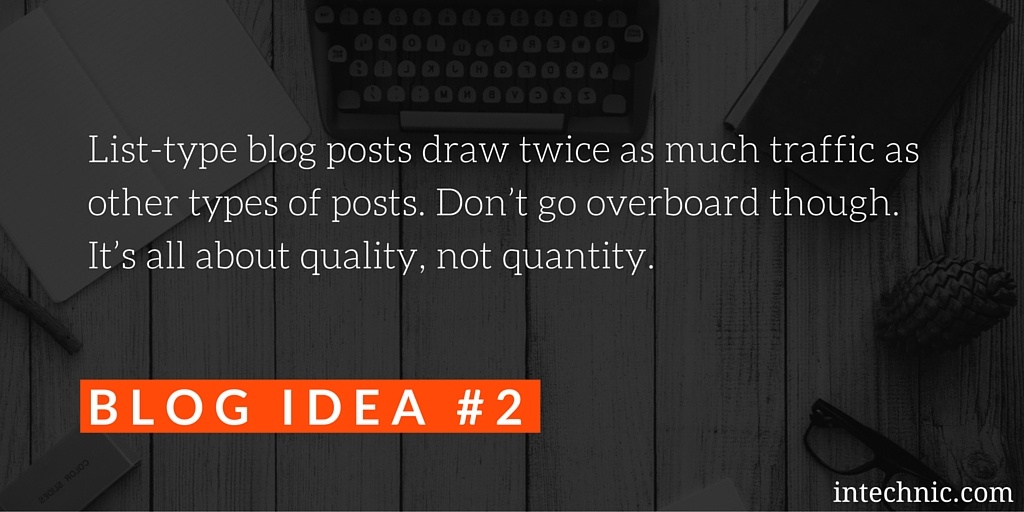 List-type blog posts draw twice as much traffic as
other types of posts. Don’t go overboard though.
It’s all about quality, not quantity.
BLOG IDEA #2
intechnic.com